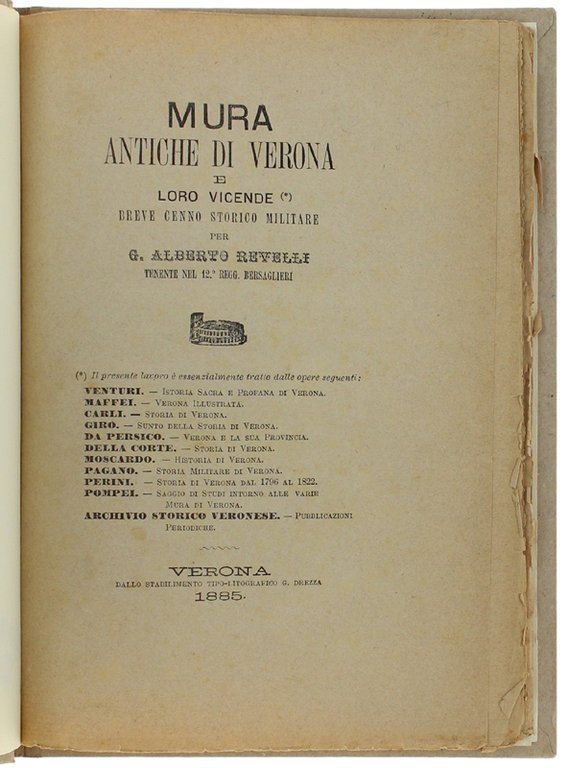 MURA
ANTICHE DI VERONA
E
LORO VICENDE (*)
BREVE CENNO STORICO MILITARE
PER
G. ALBERTO REVELLI
TENENTE NEL 12.° REGG. BERSAGLIERI
(*) Il presente lavoro è essenzialmente tratto dalle opere seguenti:
VENTURI. — ISTORIA SACRA E PROFANA DI VERONA.
MAFFEI. — VERONA ILLUSTRATA.
CARLI. — STORIA DI VERONA.
GIRO. — SUNTO DELLA STORIA DI VERONA.
DA PERSICO. — VERONA E LA SUA PROVINCIA.
DELLA CORTE. — STORIA DI VERONA.
MOSCARDO. — HISTORIA DI VERONA.
PAGANO. — STORIA MILITARE DI VERONA.
PERINI. — STORIA DI VERONA DAL 1796 AL 1822.
POMPEI. — SAGGIO DI STUDI INTORNO ALLE VARIE
MURA DI VERONA.
ARCHIVIO STORICO VERONESE. — PUBBLICAZIONI
PERIODICHE.
VERONA
DALLO STABILIMENTO TIPO-LITOGRAFICO G. DREZZA
1885.